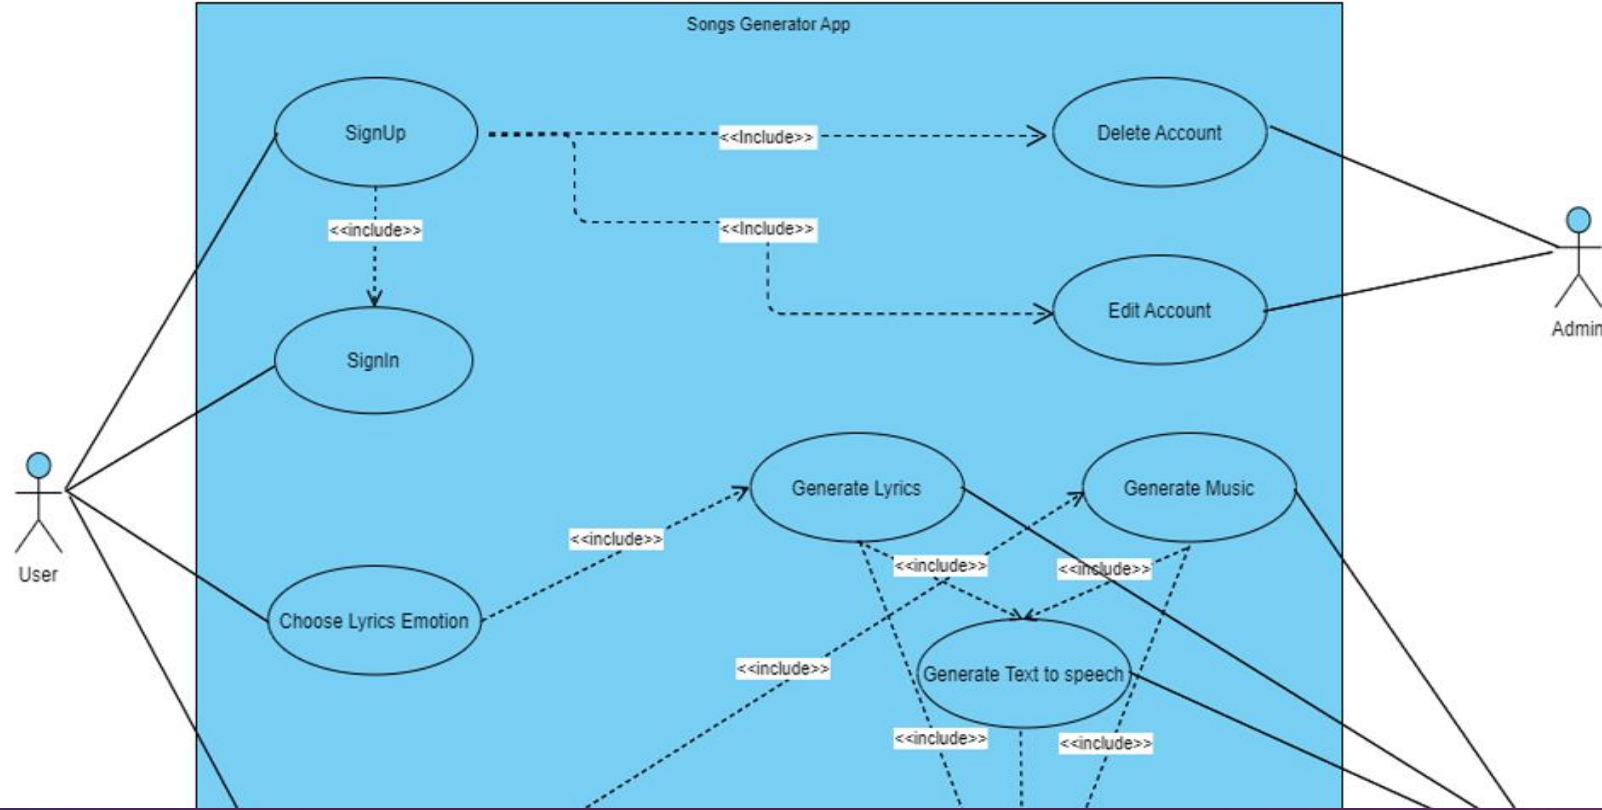 Songs Generator App
SignUp
<<Include>>
Delete Account
<<include>>
<<Include>>
Edit Account
Admin
SignIn
Generate Lyrics
Generate Music
<<include>>
<<include>>
<<include>>
User
Choose Lyrics Emotion
<<include>>
Generate Text to speech
<<include>>
<<include>>